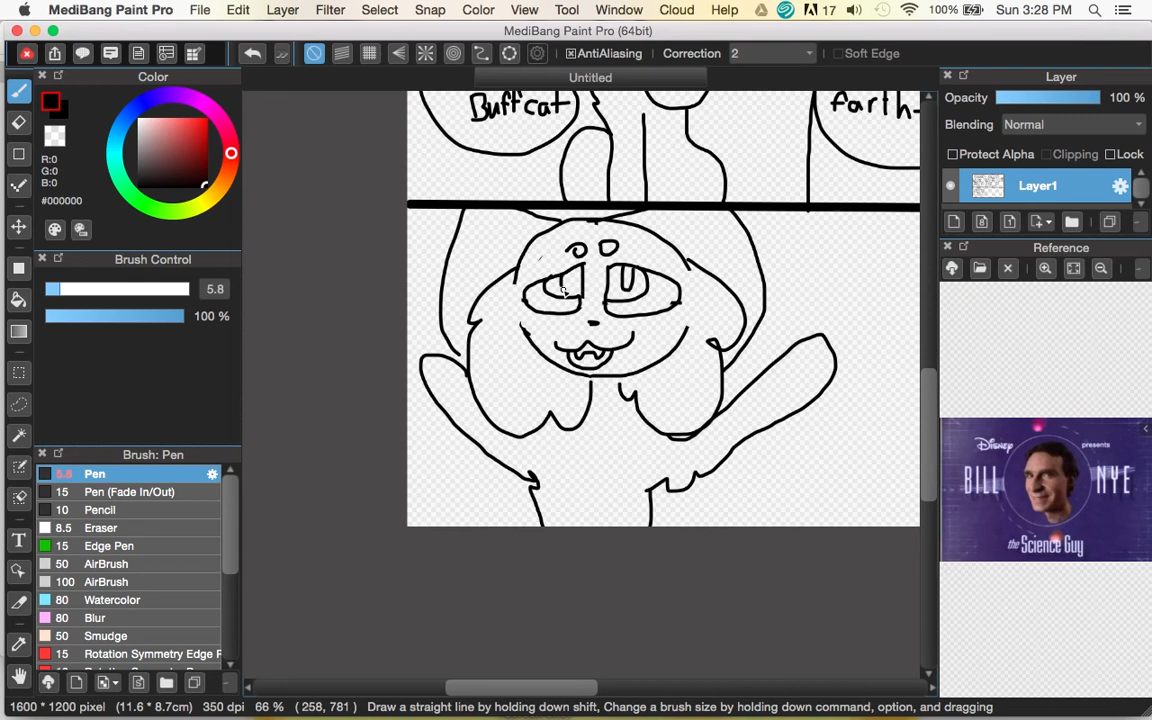 MediBang Paint Pro File Edit Layer Filter Select Snap Color View Tool Window Cloud Help A 17 100% Sun 3:28 PM
MediBang Paint Pro (64bit)
AntiAliasing Correction 2 Soft Edge
Color
R:0
G:0
B:0
#000000
Brush Control
5.8
100 %
Brush: Pen
5.8 Pen
15 Pen (Fade In/Out)
10 Pencil
8.5 Eraser
15 Edge Pen
50 AirBrush
100 AirBrush
80 Watercolor
80 Blur
50 Smudge
15 Rotation Symmetry Edge P
Untitled
Buffcat
farth-
Layer
Opacity 100 %
Blending Normal
Protect Alpha Clipping Lock
Layer1
Reference
Disney presents
BILL NYE
the Science Guy
1600 * 1200 pixel (11.6 * 8.7cm) 350 dpi 66 % ( 258, 781 ) Draw a straight line by holding down shift, Change a brush size by holding down command, option, and dragging